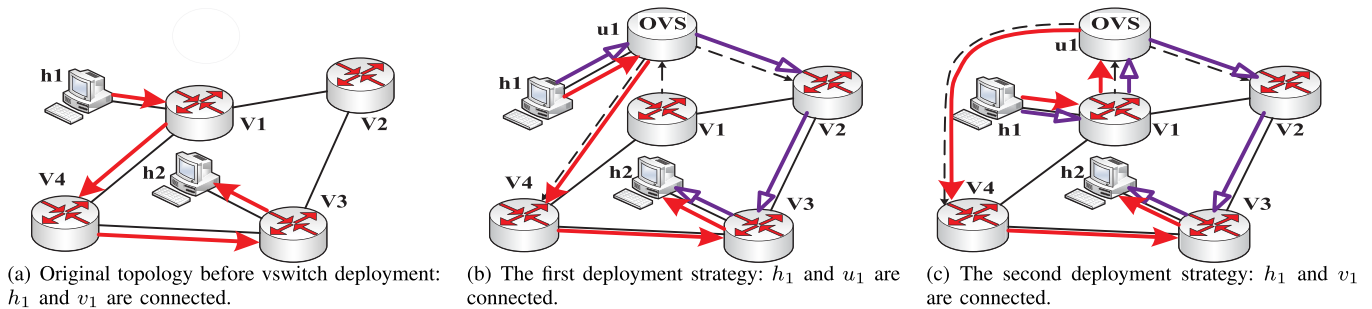 h1
V1
V2
h2
V4
V3
(a) Original topology before vswitch deployment:
h1 and v1 are connected.
OVS
u1
h1
V1
V2
h2
V4
V3
(b) The first deployment strategy: h1 and u1 are
connected.
OVS
u1
h1
V1
V2
h2
V4
V3
(c) The second deployment strategy: h1 and v1
are connected.